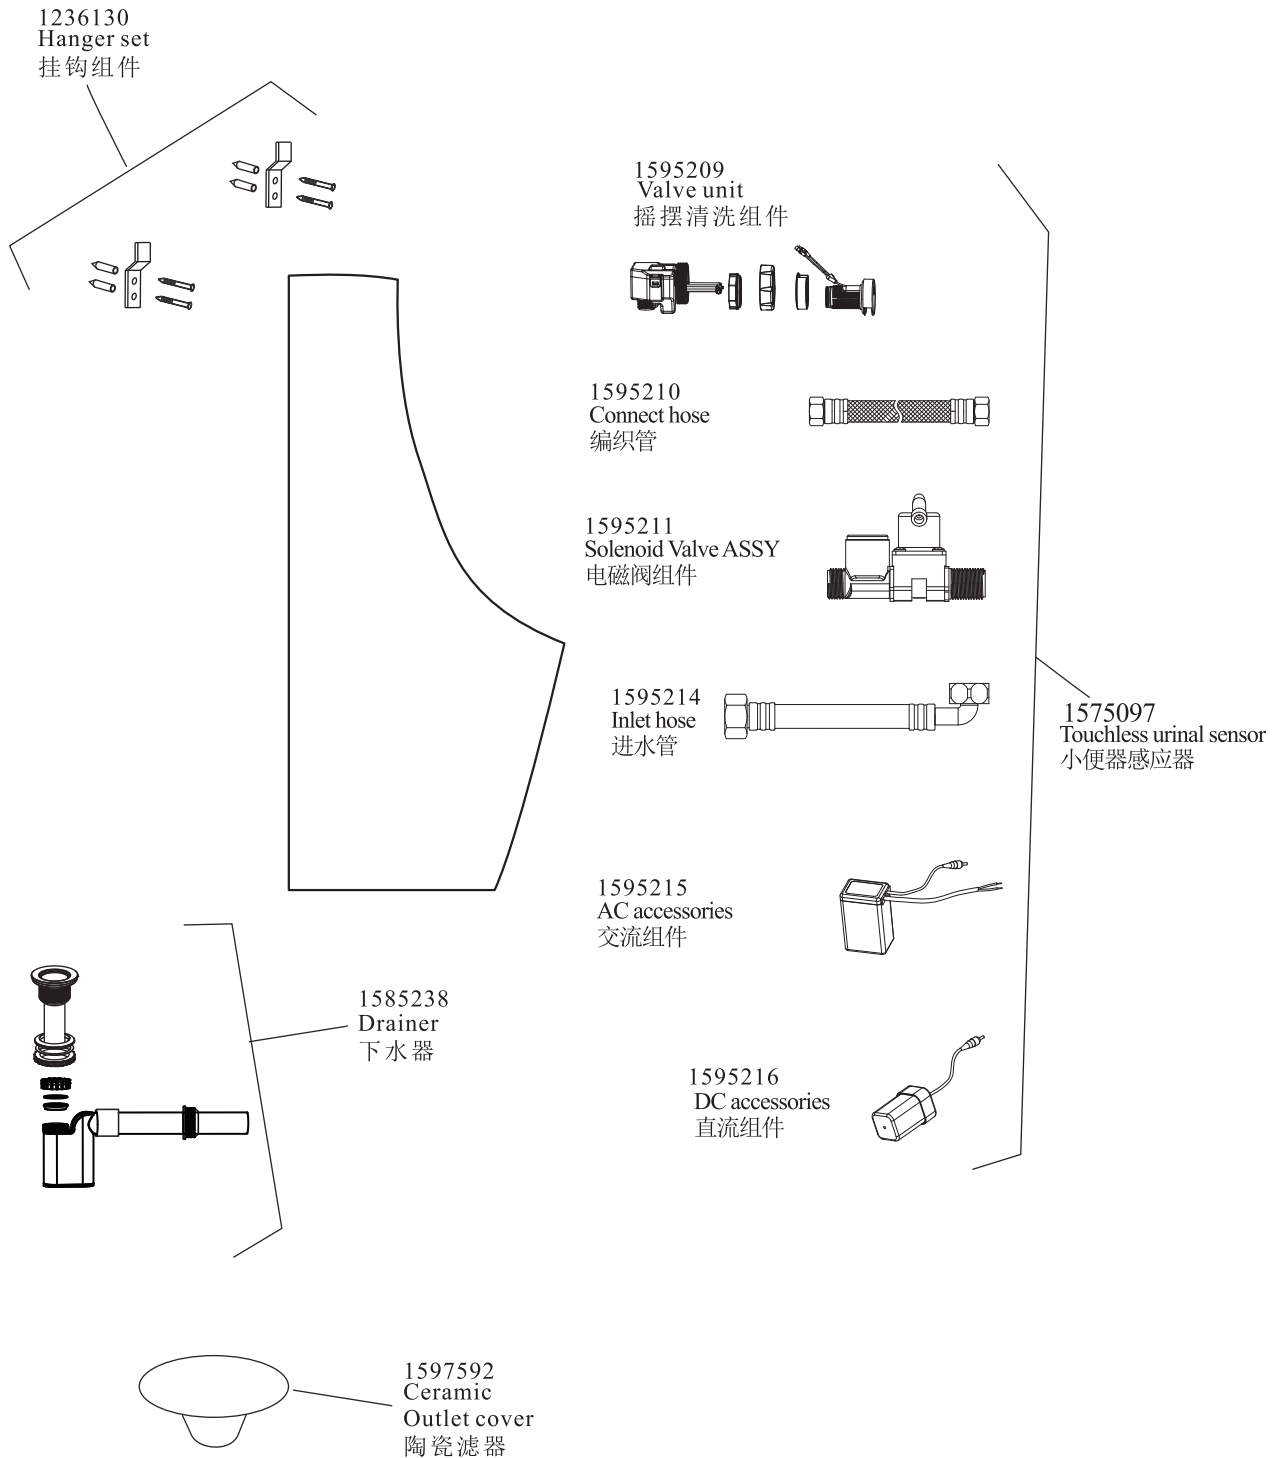 1236130
Hanger set
挂钩组件
1595209
Valve unit
摇摆清洗组件
1595210
Connect hose
编织管
1595211
Solenoid Valve ASSY
电磁阀组件
1595214
Inlet hose
进水管
1575097
Touchless urinal sensor
小便器感应器
1595215
AC accessories
交流组件
1585238
Drainer
下水器
1595216
DC accessories
直流组件
1597592
Ceramic
Outlet cover
陶瓷滤器